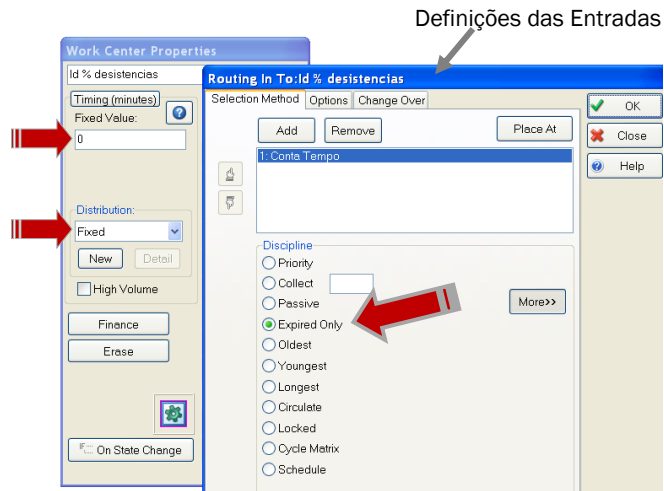 Definições das Entradas
Work Center Properties
Id % desistencias
Timing (minutes)
Fixed Value:
0
Distribution:
Fixed
New Detail
High Volume
Finance
Erase
On State Change
Routing In To:Id % desistencias
Selection Method Options Change Over
Add Remove Place At
1: Conta Tempo
Discipline
Priority
Collect
Passive
Expired Only
Oldest
Youngest
Longest
Circulate
Locked
Cycle Matrix
Schedule
More>>
OK
Close
Help